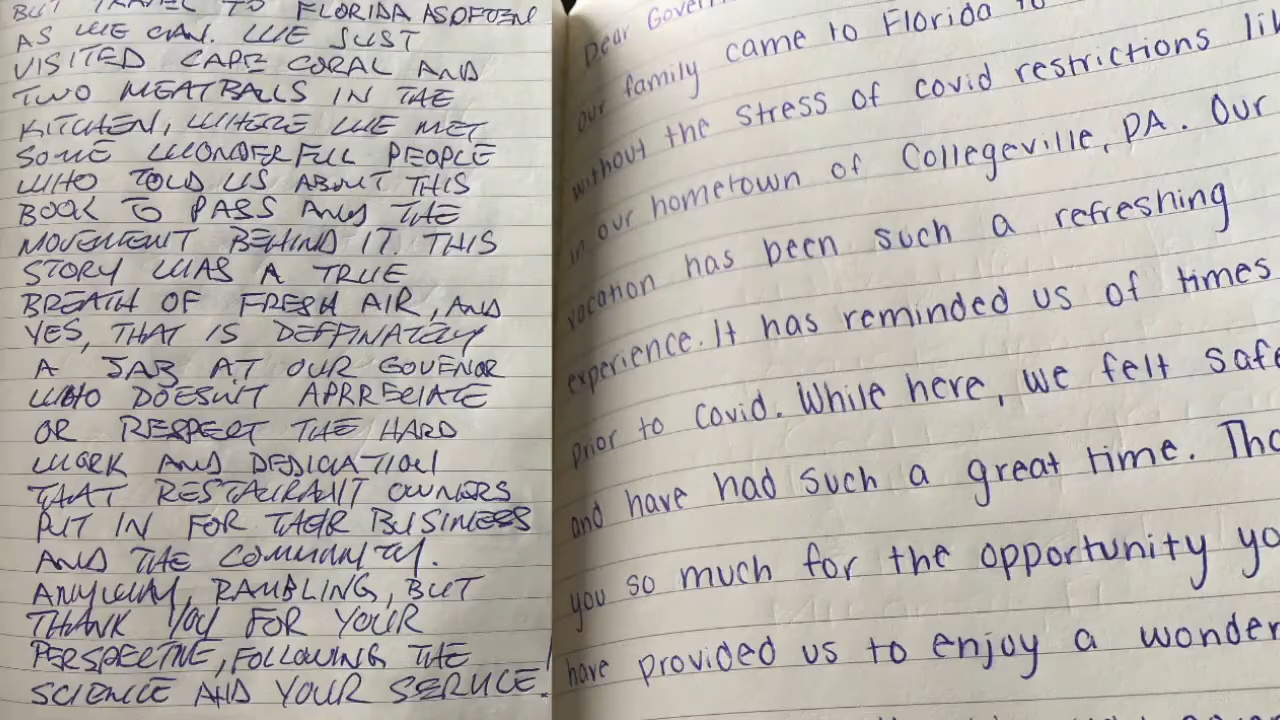 BUT TRAVEL TO FLORIDA AS OFTEN
AS WE CAN. WE JUST
VISITED CAPE CORAL AND
TWO MEATBALLS IN THE
KITCHEN, WHERE WE MET
SOME WONDERFULL PEOPLE
WHO TOLD US ABOUT THIS
BOOK TO PASS AND THE
MOVEMENT BEHIND IT. THIS
STORY WAS A TRUE
BREATH OF FRESH AIR, AND
YES, THAT IS DEFFINATELY
A JAB AT OUR GOVENOR
WHO DOESN'T APRRECIATE
OR RESPECT THE HARD
WORK AND DEDICATION
THAT RESTAURANT OWNERS
PUT IN FOR THEIR BUSINESS
AND THE COMMUNITY.
ANYWAY, RAMBLING, BUT
THANK YOU FOR YOUR
PERSPECTIVE, FOLLOWING THE
SCIENCE AND YOUR SERVICE!
Dear Govern
Our family came to Florida to
without the stress of covid restrictions lik
in our hometown of Collegeville, PA. Our
vacation has been such a refreshing
experience. It has reminded us of times
prior to Covid. While here, we felt safe
and have had such a great time. Tha
you so much for the opportunity yo
have provided us to enjoy a wonder